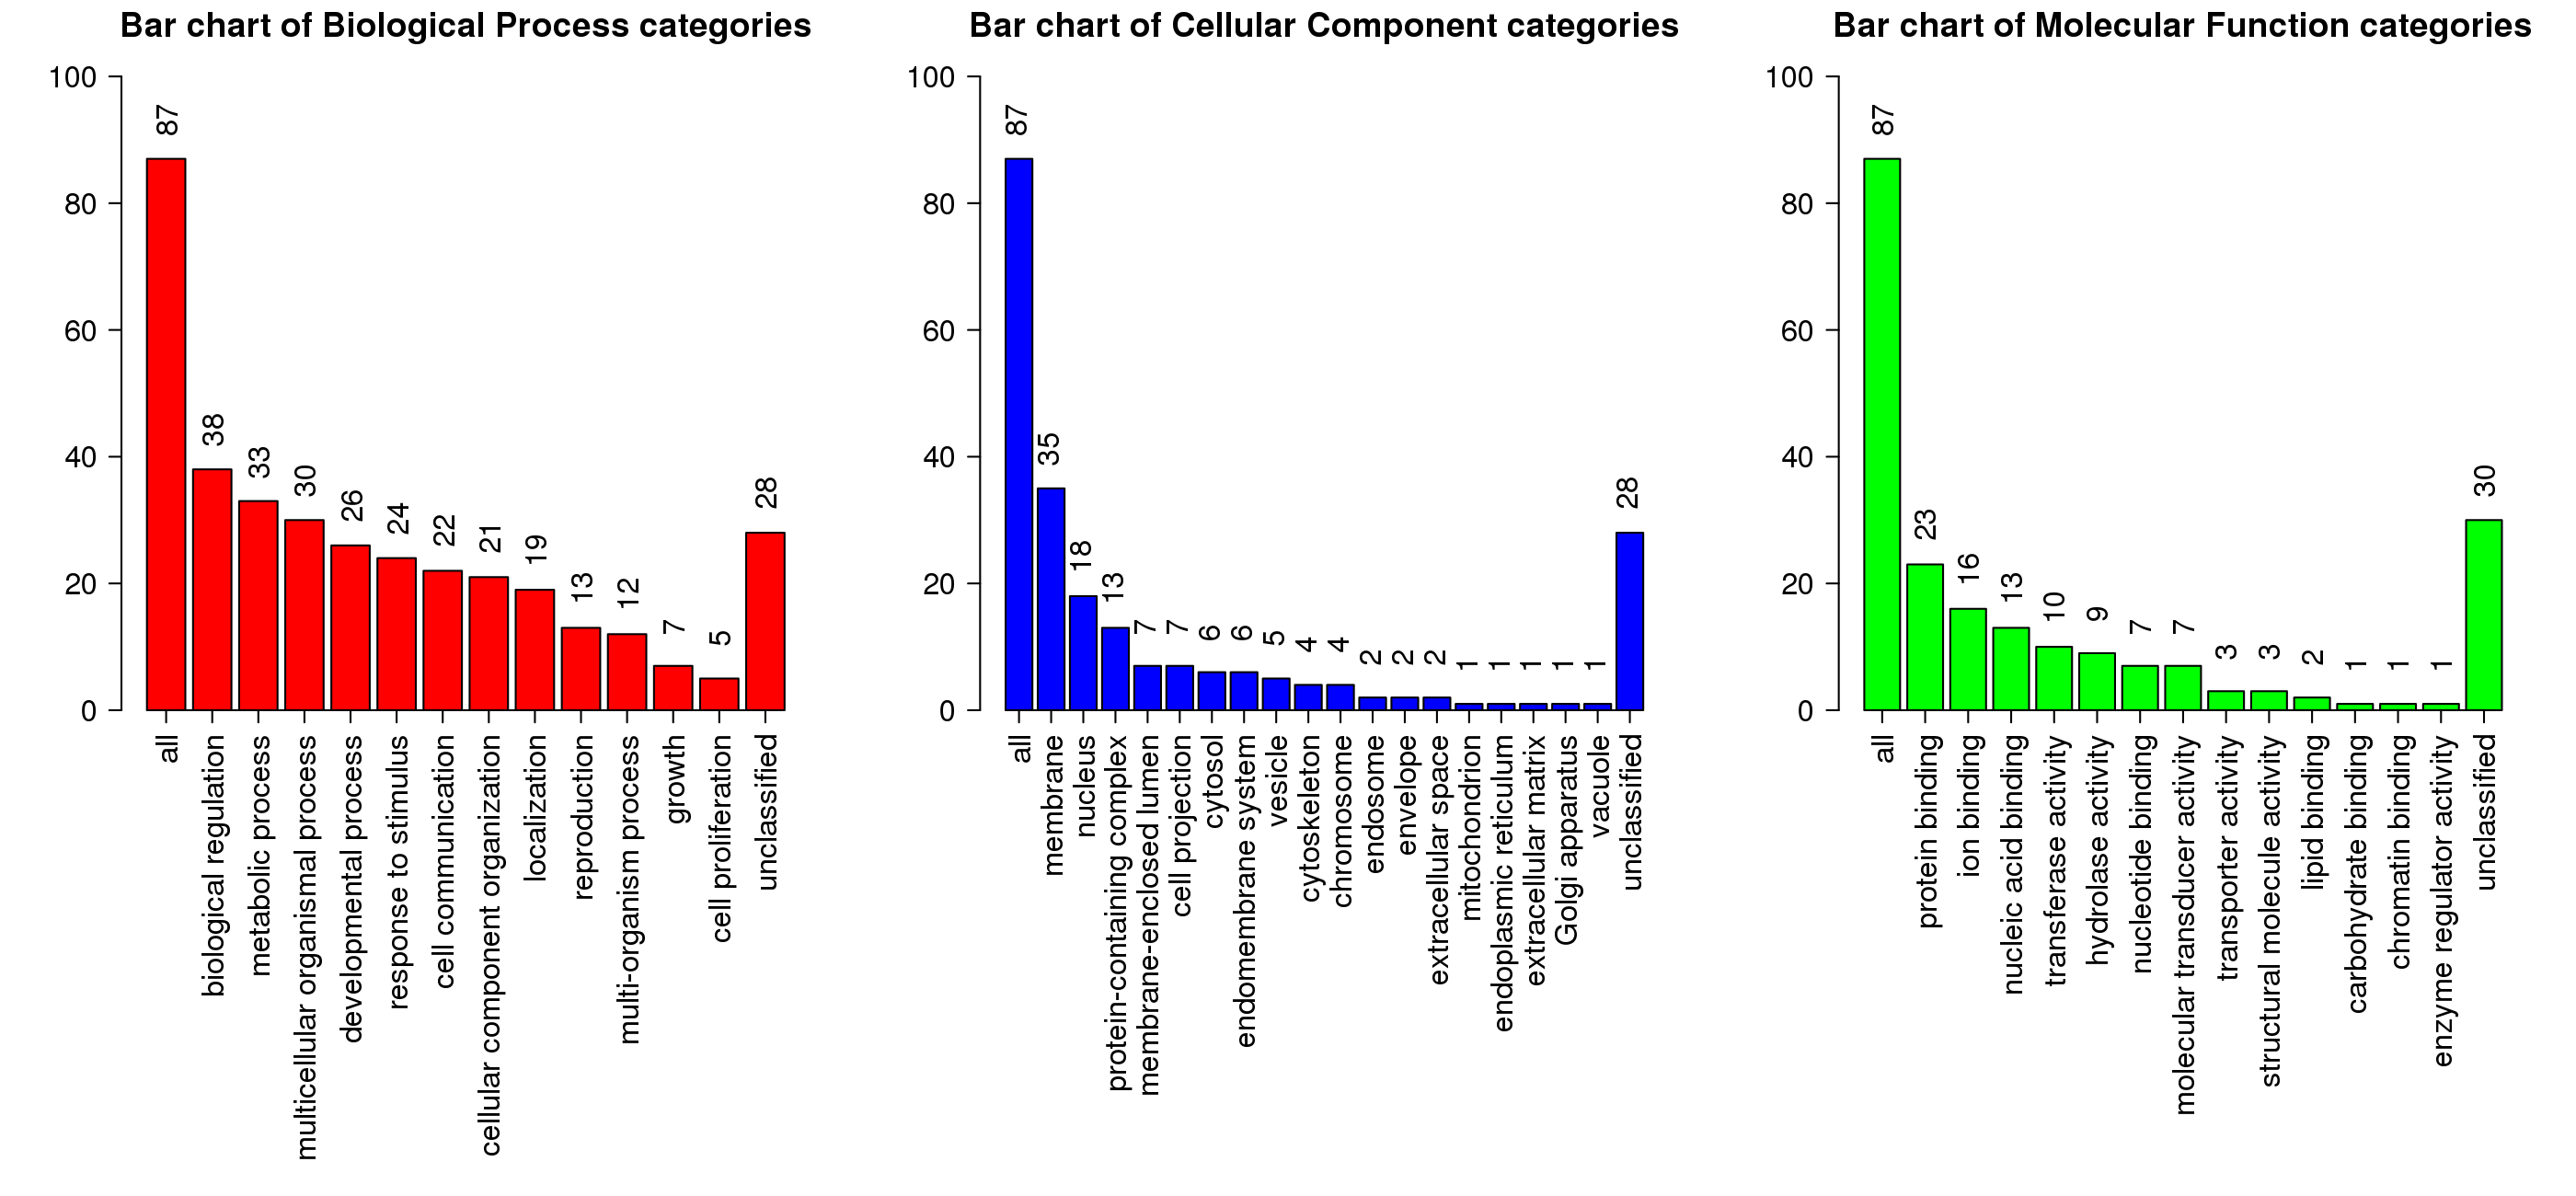 Bar chart of Biological Process categories
100
80
60
40
20
0
87
38
33
30
26
24
22
21
19
13
12
7
5
28
all
biological regulation
metabolic process
multicellular organismal process
developmental process
response to stimulus
cell communication
cellular component organization
localization
reproduction
multi-organism process
growth
cell proliferation
unclassified
Bar chart of Cellular Component categories
100
80
60
40
20
0
87
35
18
13
7
7
6
6
5
4
4
2
2
2
1
1
1
1
1
28
all
membrane
nucleus
protein-containing complex
membrane-enclosed lumen
cell projection
cytosol
endomembrane system
vesicle
cytoskeleton
chromosome
endosome
envelope
extracellular space
mitochondrion
endoplasmic reticulum
extracellular matrix
Golgi apparatus
vacuole
unclassified
Bar chart of Molecular Function categories
100
80
60
40
20
0
87
23
16
13
10
9
7
7
3
3
2
1
1
1
30
all
protein binding
ion binding
nucleic acid binding
transferase activity
hydrolase activity
nucleotide binding
molecular transducer activity
transporter activity
structural molecule activity
lipid binding
carbohydrate binding
chromatin binding
enzyme regulator activity
unclassified